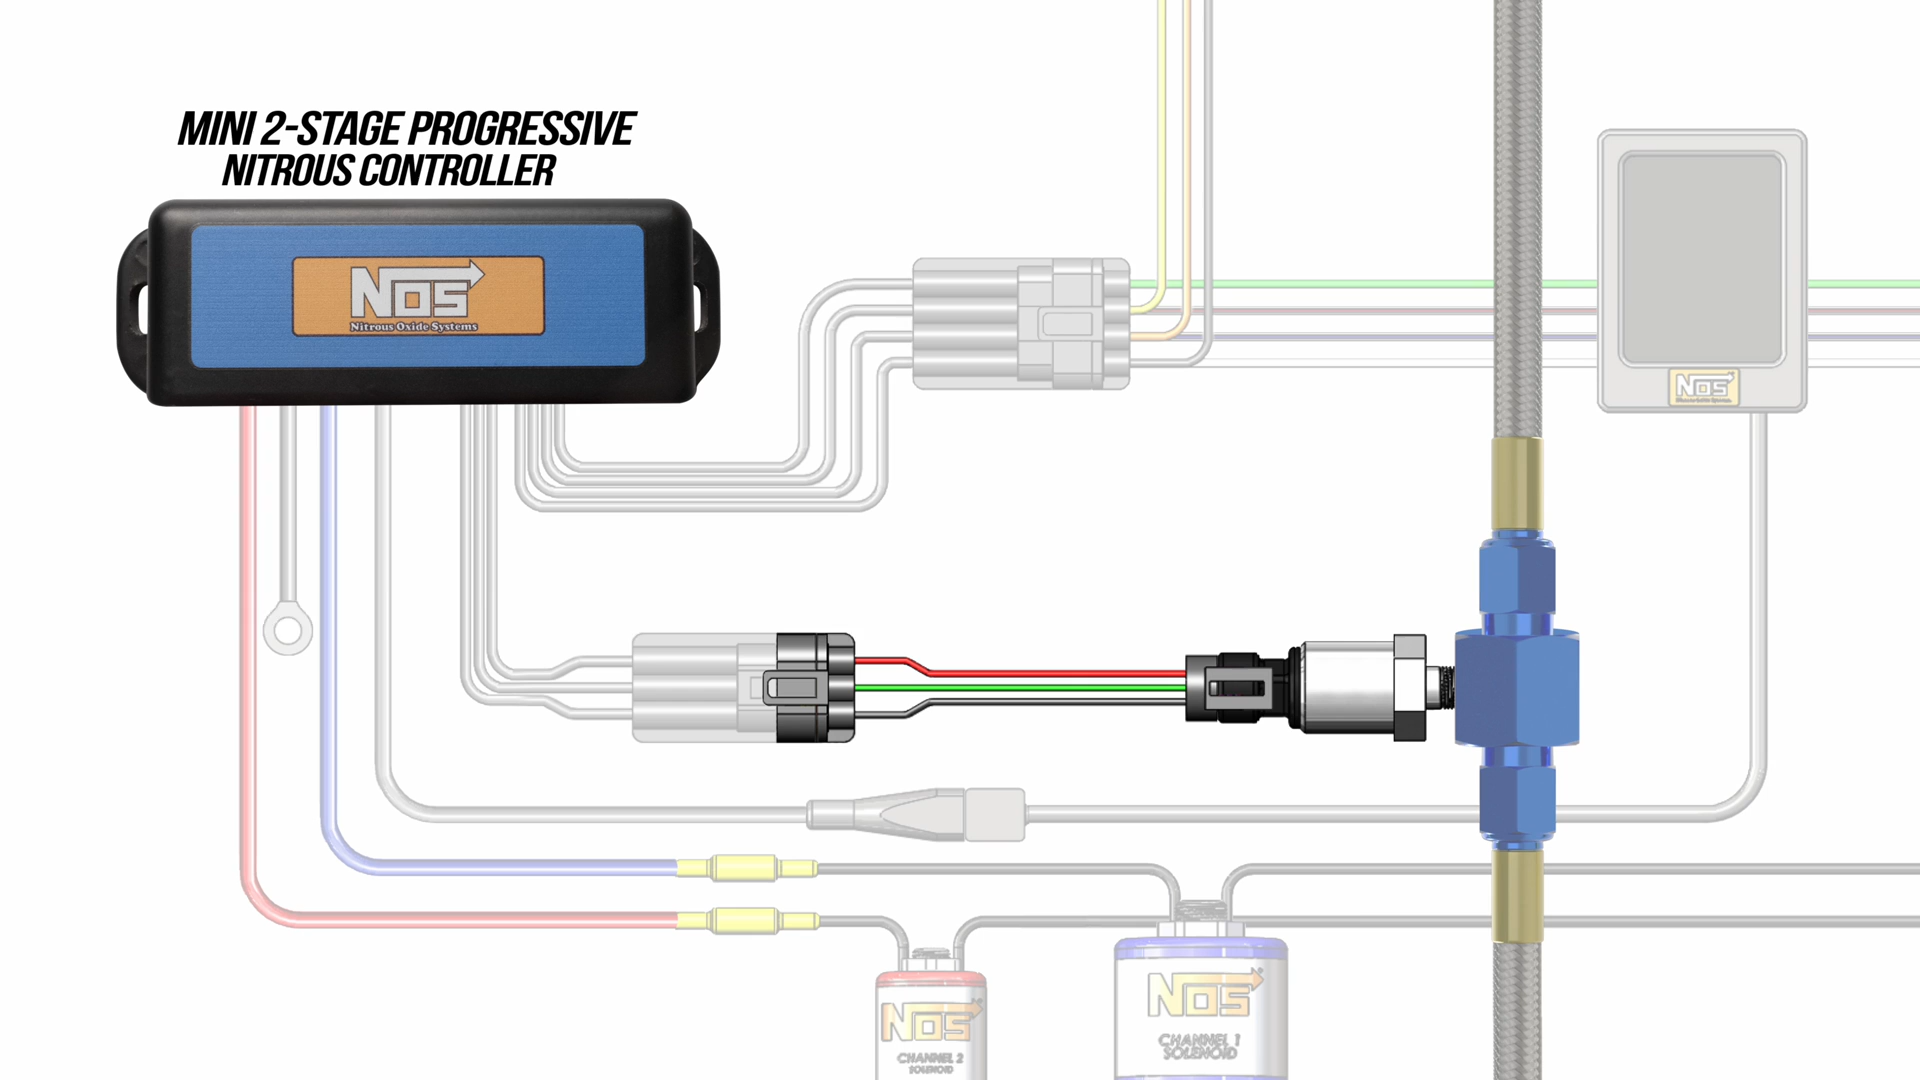 MINI 2-STAGE PROGRESSIVE
NITROUS CONTROLLER
NOS
Nitrous Oxide Systems
NOS
NOS
CHANNEL 2
SOLENOID
NOS
CHANNEL 1
SOLENOID